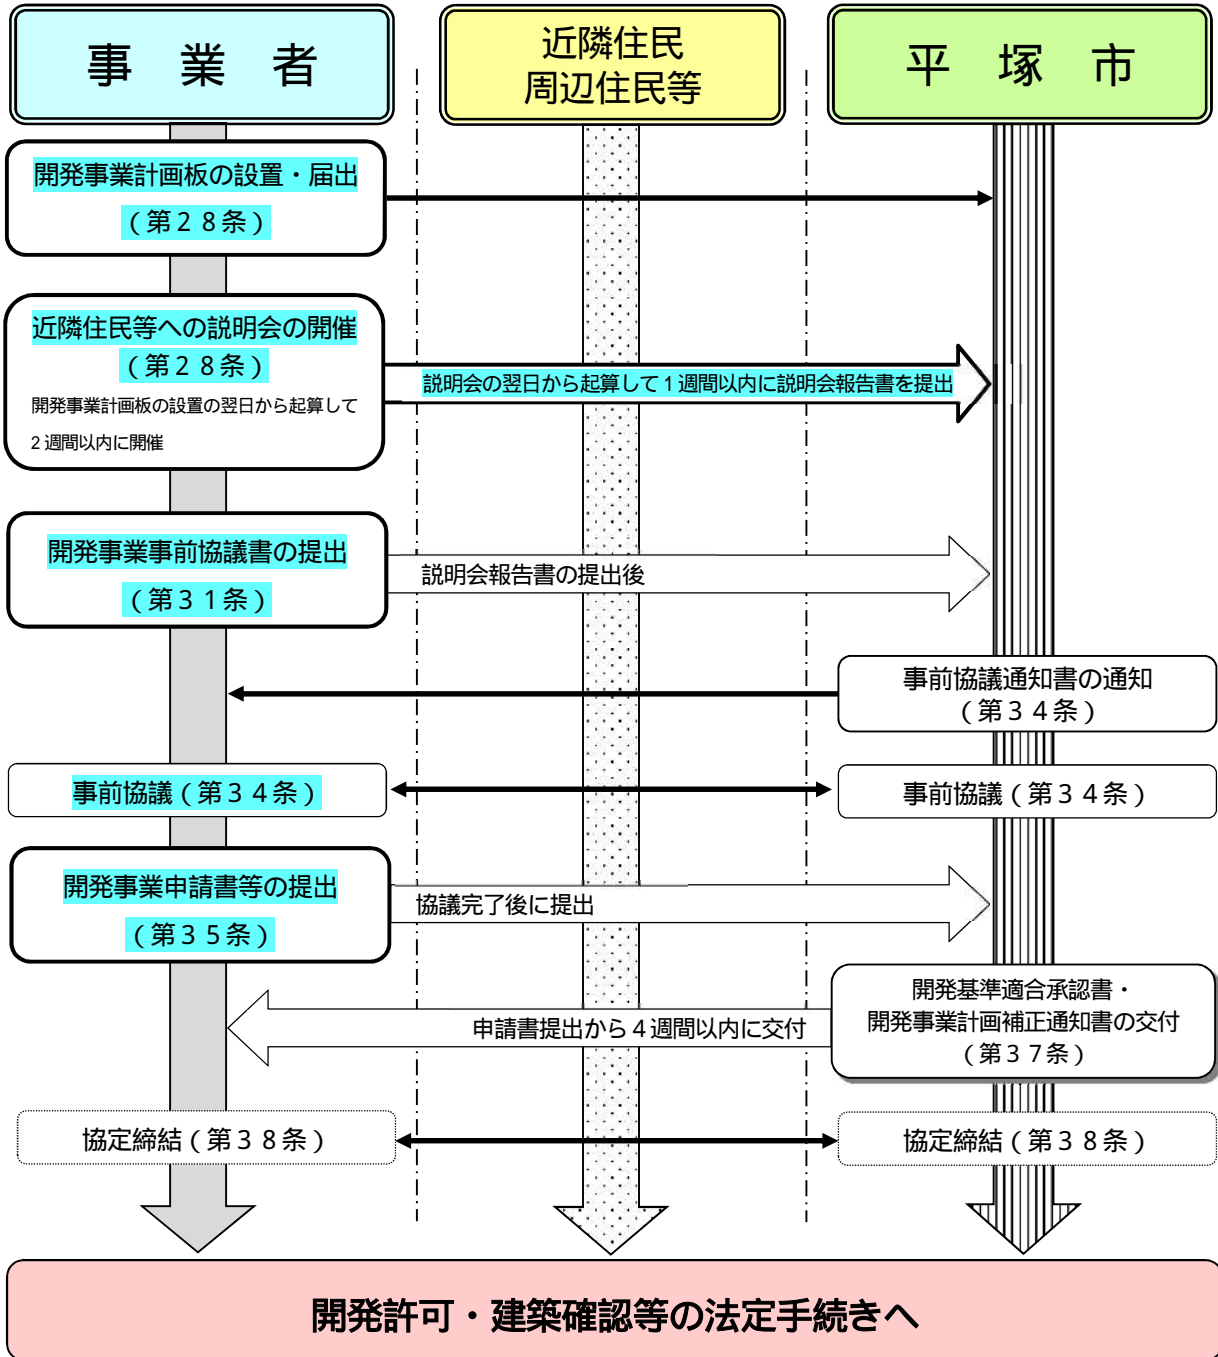 事　業　者
近隣住民
周辺住民等
平　塚　市
開発事業計画板の設置・届出
（第２８条）
近隣住民等への説明会の開催
（第２８条）
開発事業計画板の設置の翌日から起算して
2 週間以内に開催
説明会の翌日から起算して 1 週間以内に説明会報告書を提出
開発事業事前協議書の提出
（第３１条）
説明会報告書の提出後
事前協議通知書の通知
（第３４条）
事前協議（第３４条）
事前協議（第３４条）
開発事業申請書等の提出
（第３５条）
協議完了後に提出
開発基準適合承認書・
開発事業計画補正通知書の交付
（第３７条）
申請書提出から４週間以内に交付
協定締結（第３８条）
協定締結（第３８条）
開発許可・建築確認等の法定手続きへ